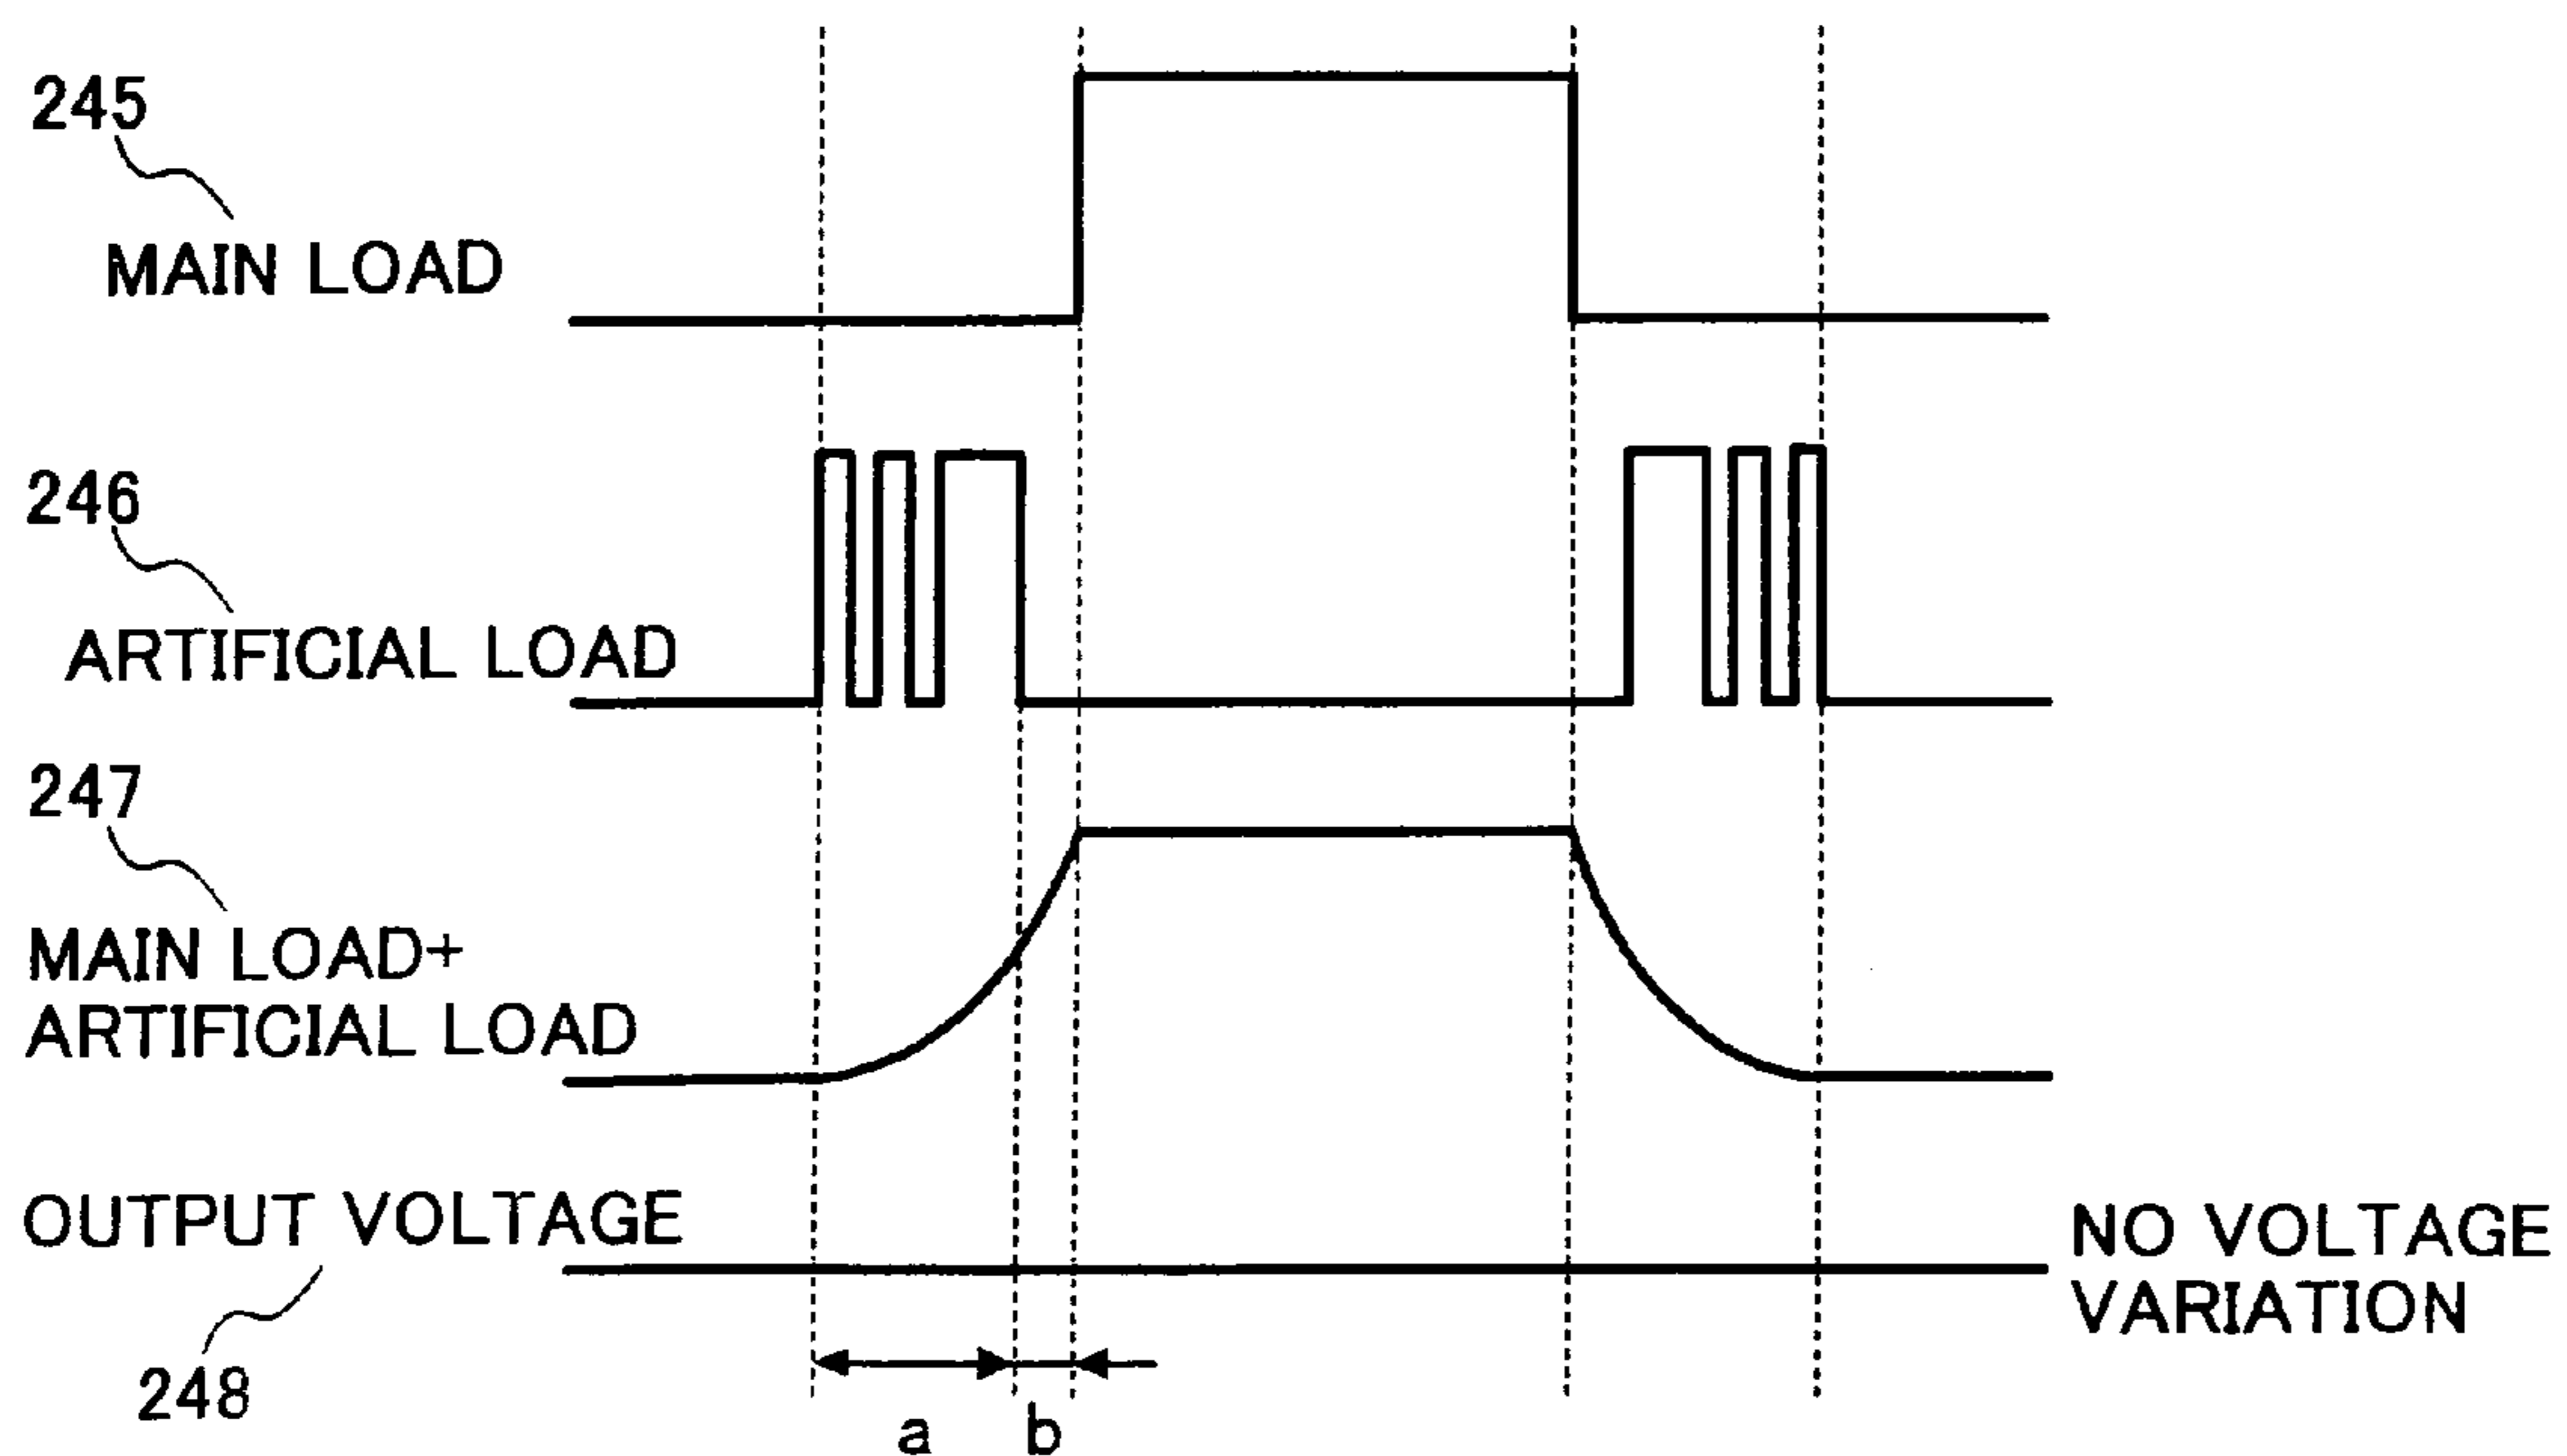 245
MAIN LOAD
246
ARTIFICIAL LOAD
247
MAIN LOAD+
ARTIFICIAL LOAD
OUTPUT VOLTAGE
248
NO VOLTAGE
VARIATION
a
b